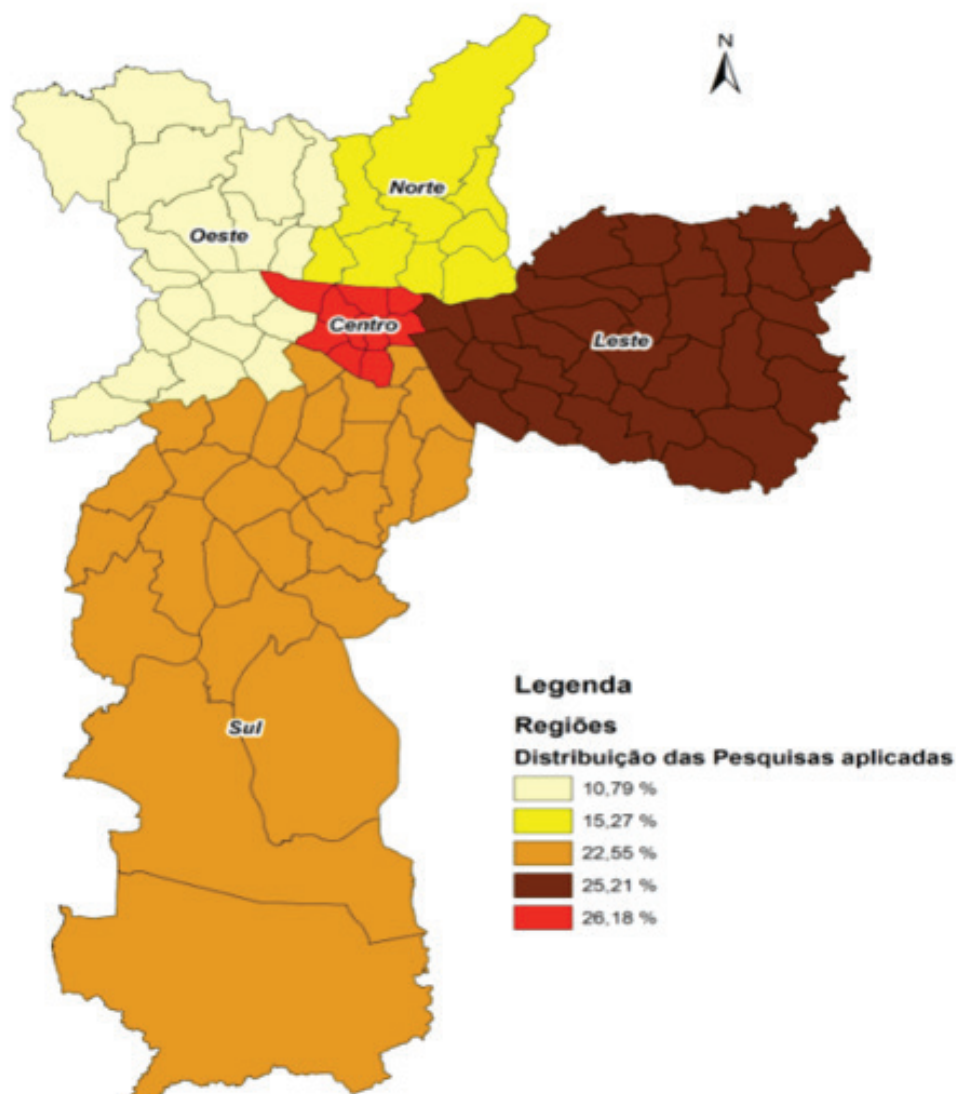 N
Norte
Oeste
Centro
Leste
Sul
Legenda
Regiões
Distribuição das Pesquisas aplicadas
10,79 %
15,27 %
22,55 %
25,21 %
26,18 %